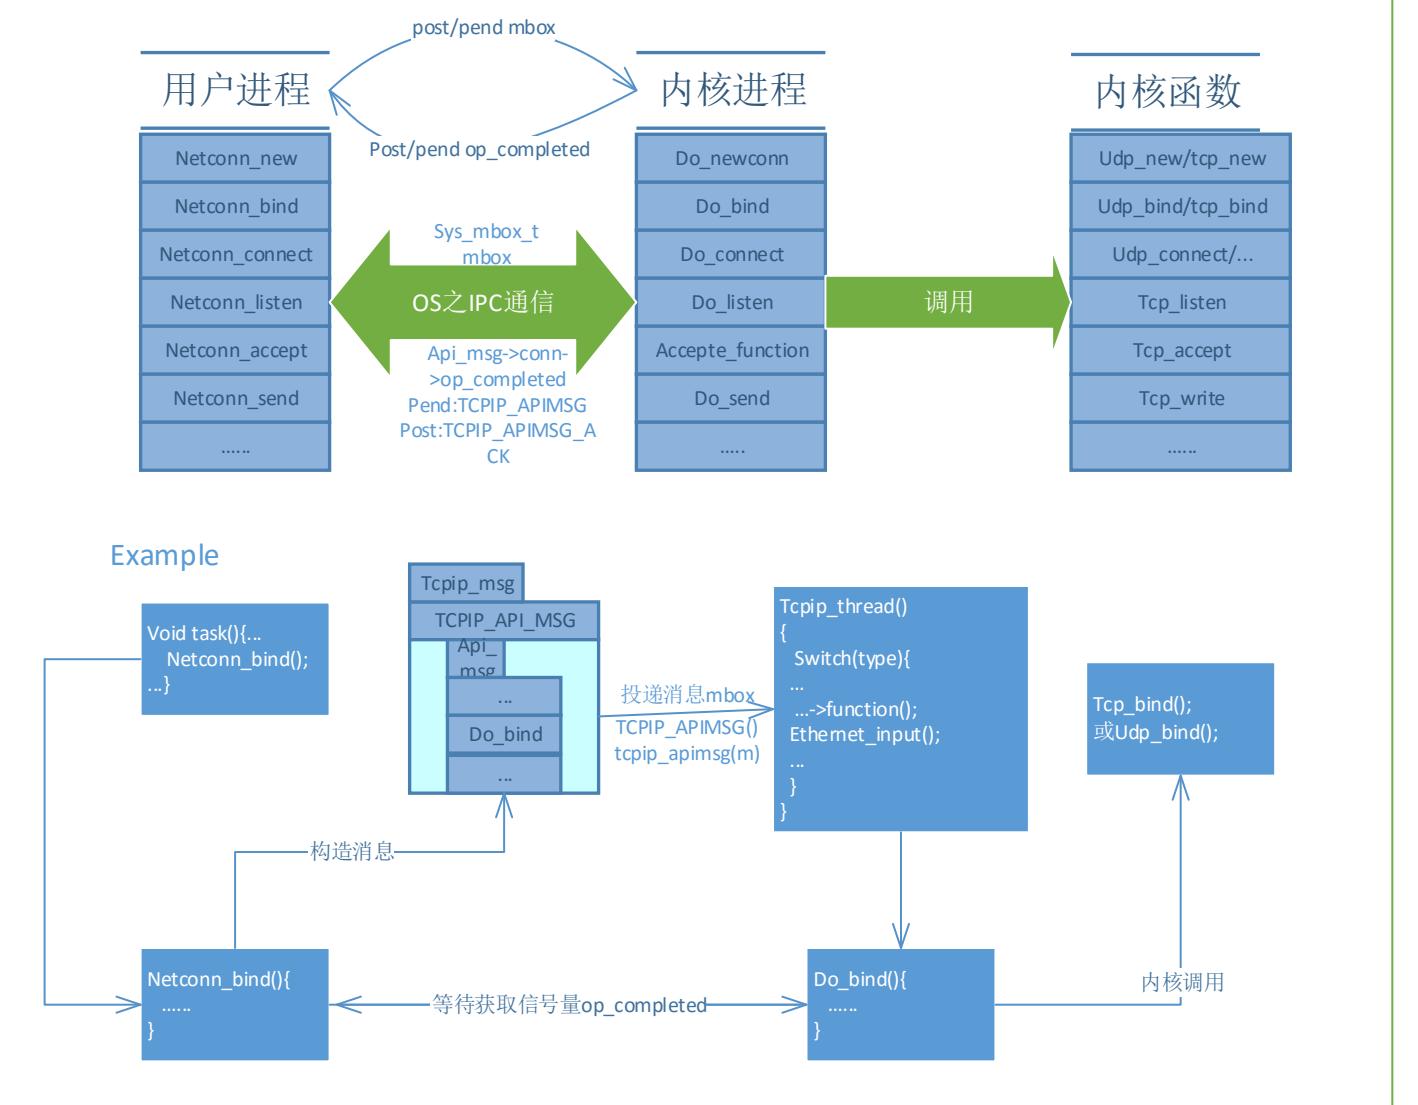 post/pend mbox
用户进程
内核进程
内核函数
Post/pend op_completed
Netconn_new
Netconn_bind
Netconn_connect
Netconn_listen
Netconn_accept
Netconn_send
......
Sys_mbox_t
mbox
OS之IPC通信
Api_msg->conn-
>op_completed
Pend:TCPIP_APIMSG
Post:TCPIP_APIMSG_A
CK
Do_newconn
Do_bind
Do_connect
Do_listen
Accepte_function
Do_send
.....
调用
Udp_new/tcp_new
Udp_bind/tcp_bind
Udp_connect/...
Tcp_listen
Tcp_accept
Tcp_write
......
Example
Void task(){...
Netconn_bind();
...}
Tcpip_msg
TCPIP_API_MSG
Api_
msg
...
Do_bind
...
投递消息mbox
TCPIP_APIMSG()
tcpip_apimsg(m)
Tcpip_thread()
{
Switch(type){
...
...->function();
Ethernet_input();
...
}
}
Tcp_bind();
或Udp_bind();
构造消息
Netconn_bind(){
......
}
等待获取信号量op_completed
Do_bind(){
......
}
内核调用